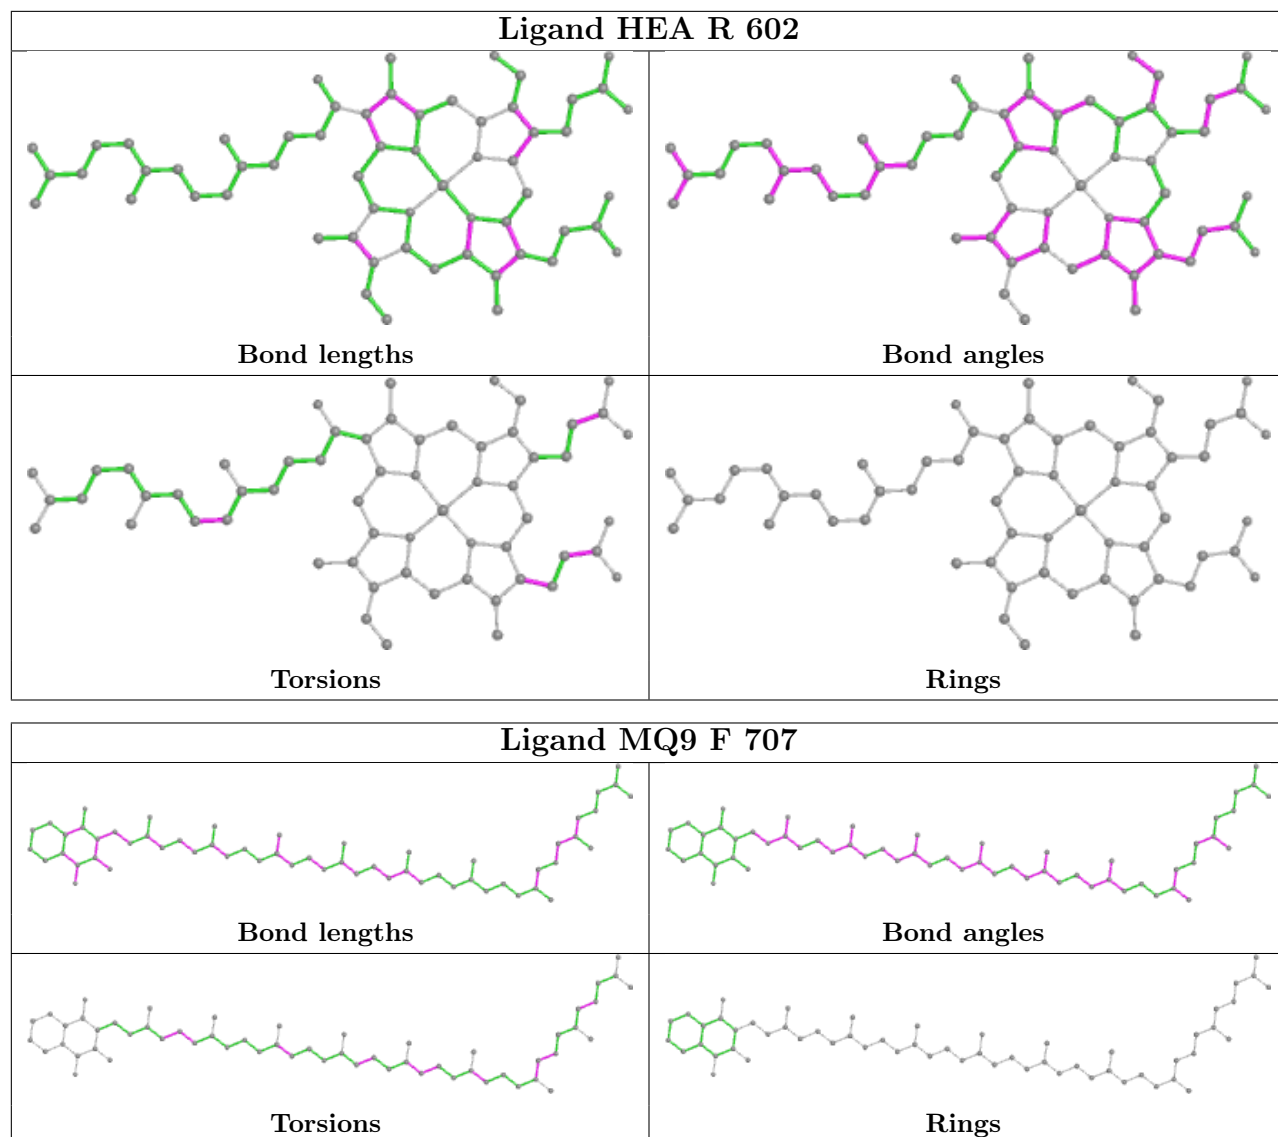 Ligand HEA R 602
Bond lengths
Bond angles
Torsions
Rings
Ligand MQ9 F 707
Bond lengths
Bond angles
Torsions
Rings